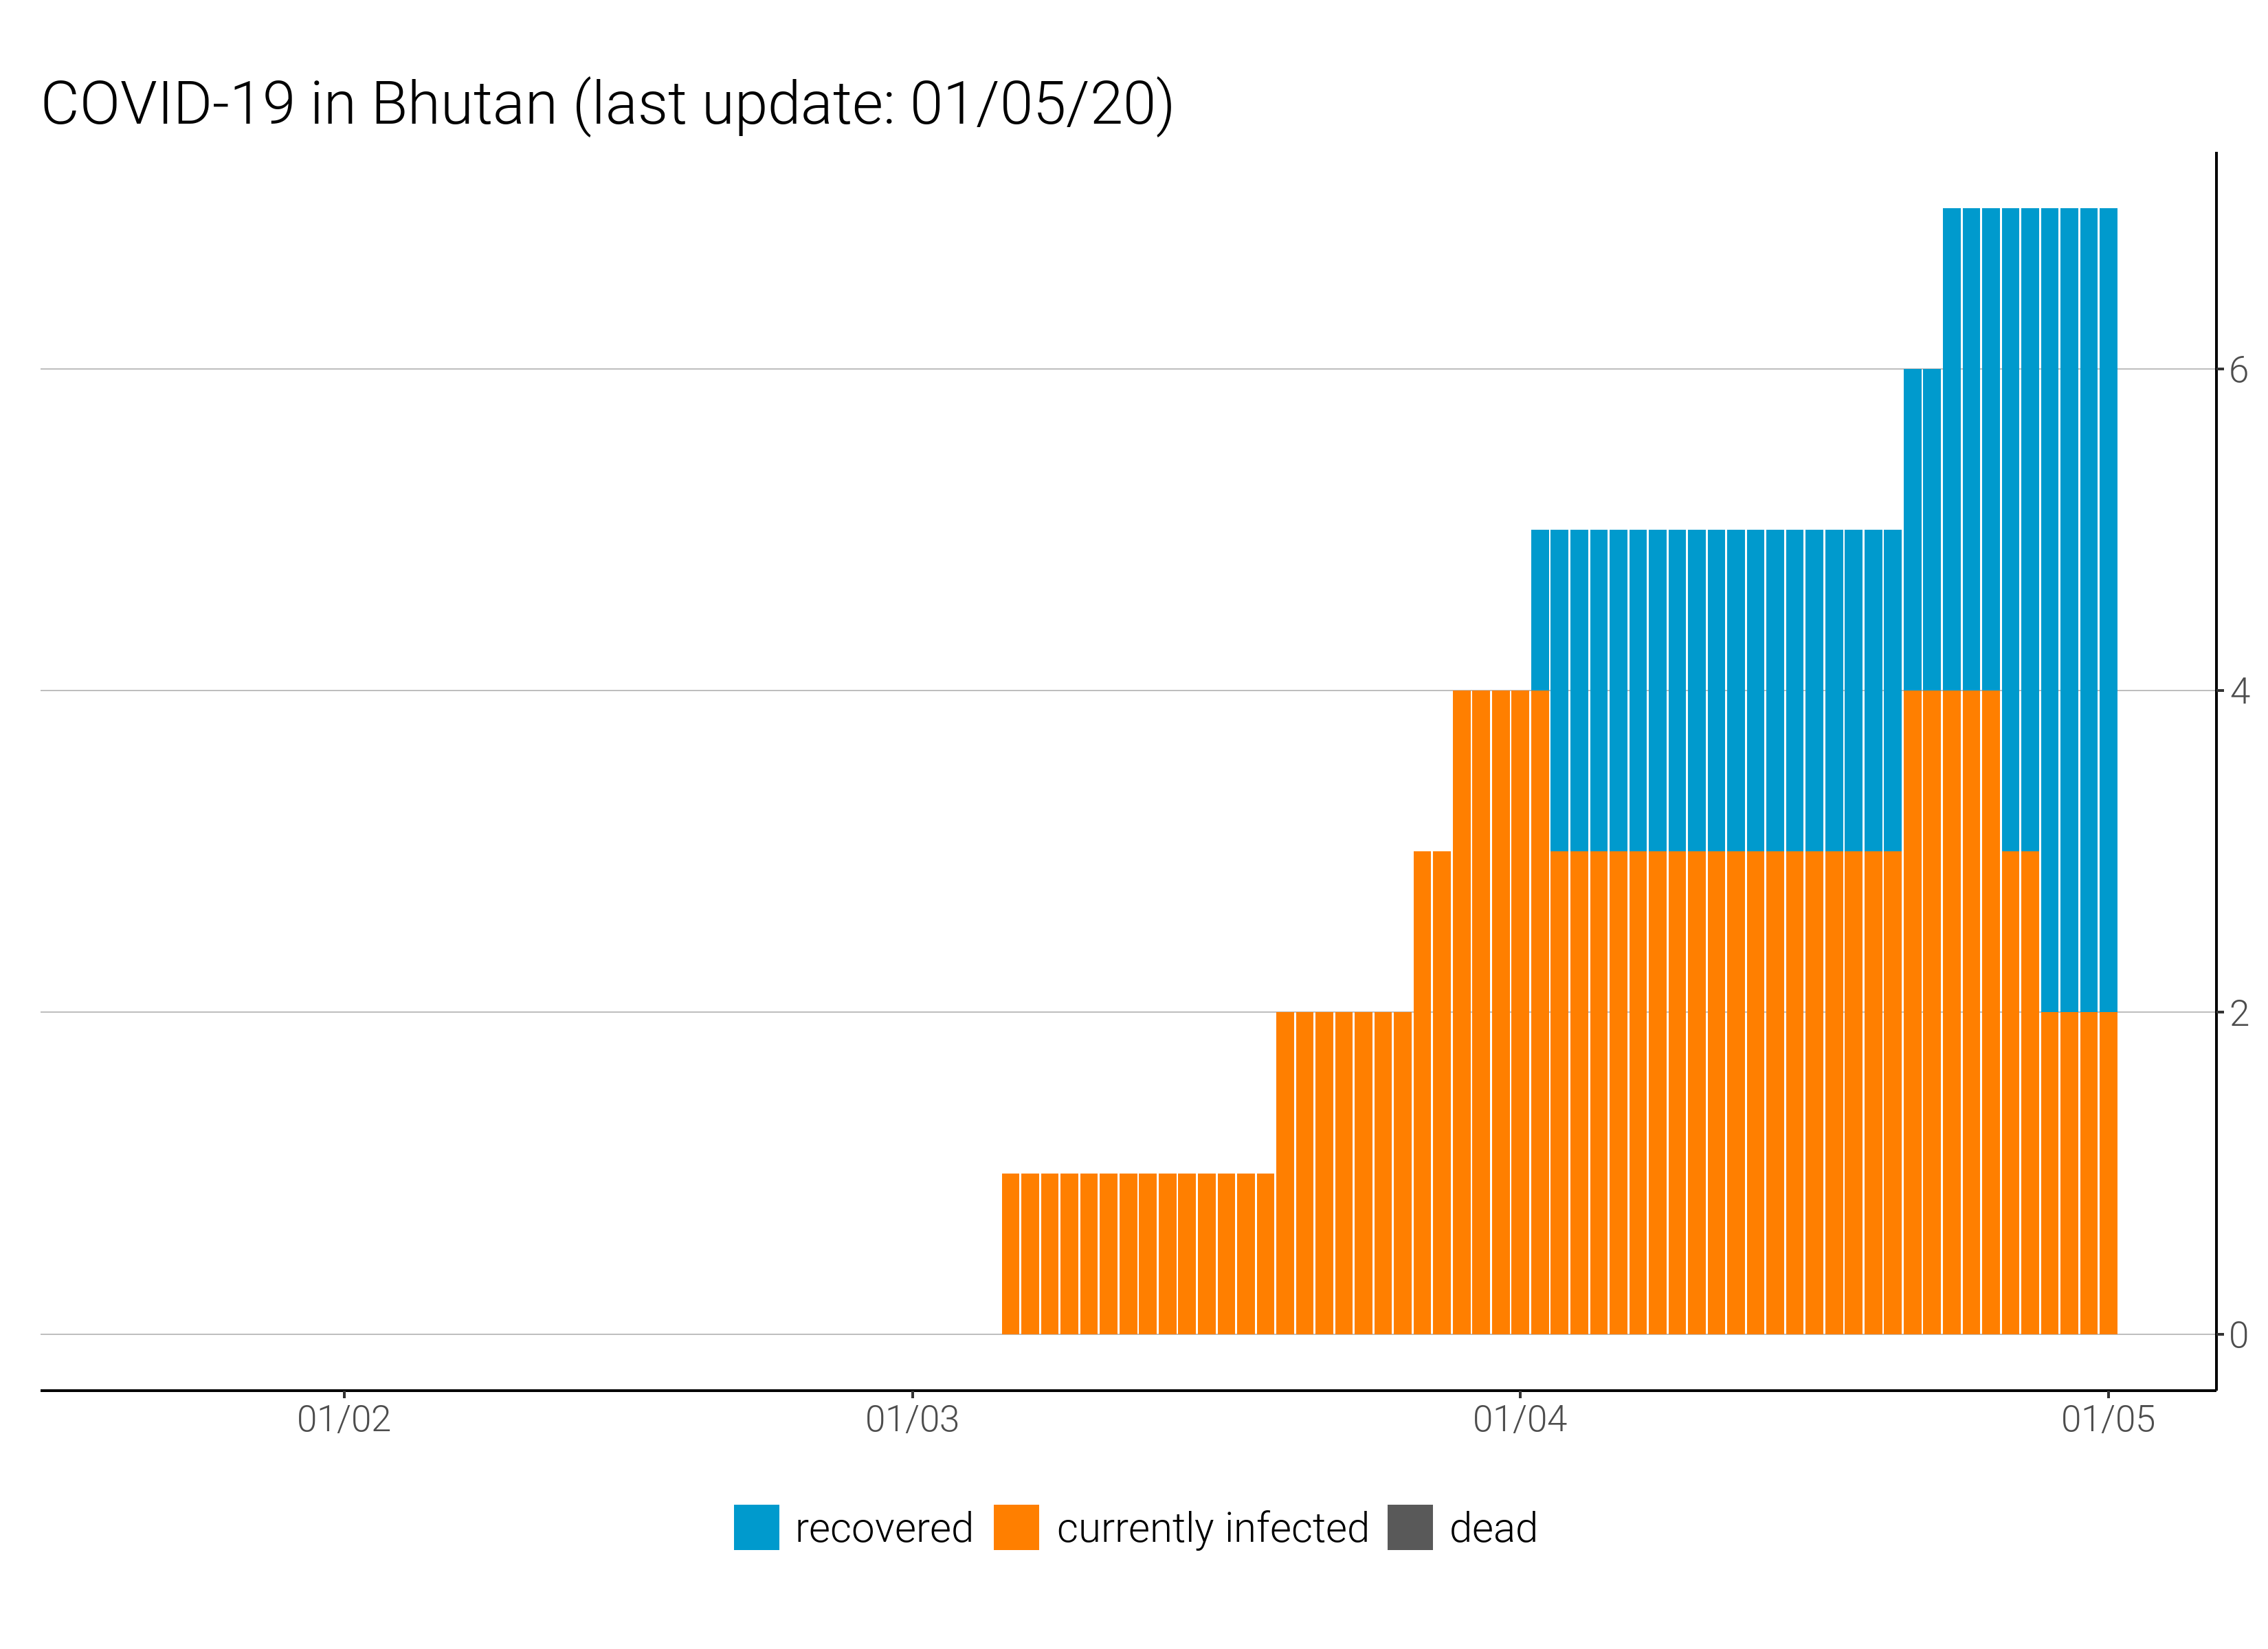 COVID-19 in Bhutan (last update: 01/05/20)
6
4
2
0
01/02 01/03 01/04 01/05
recovered currently infected dead